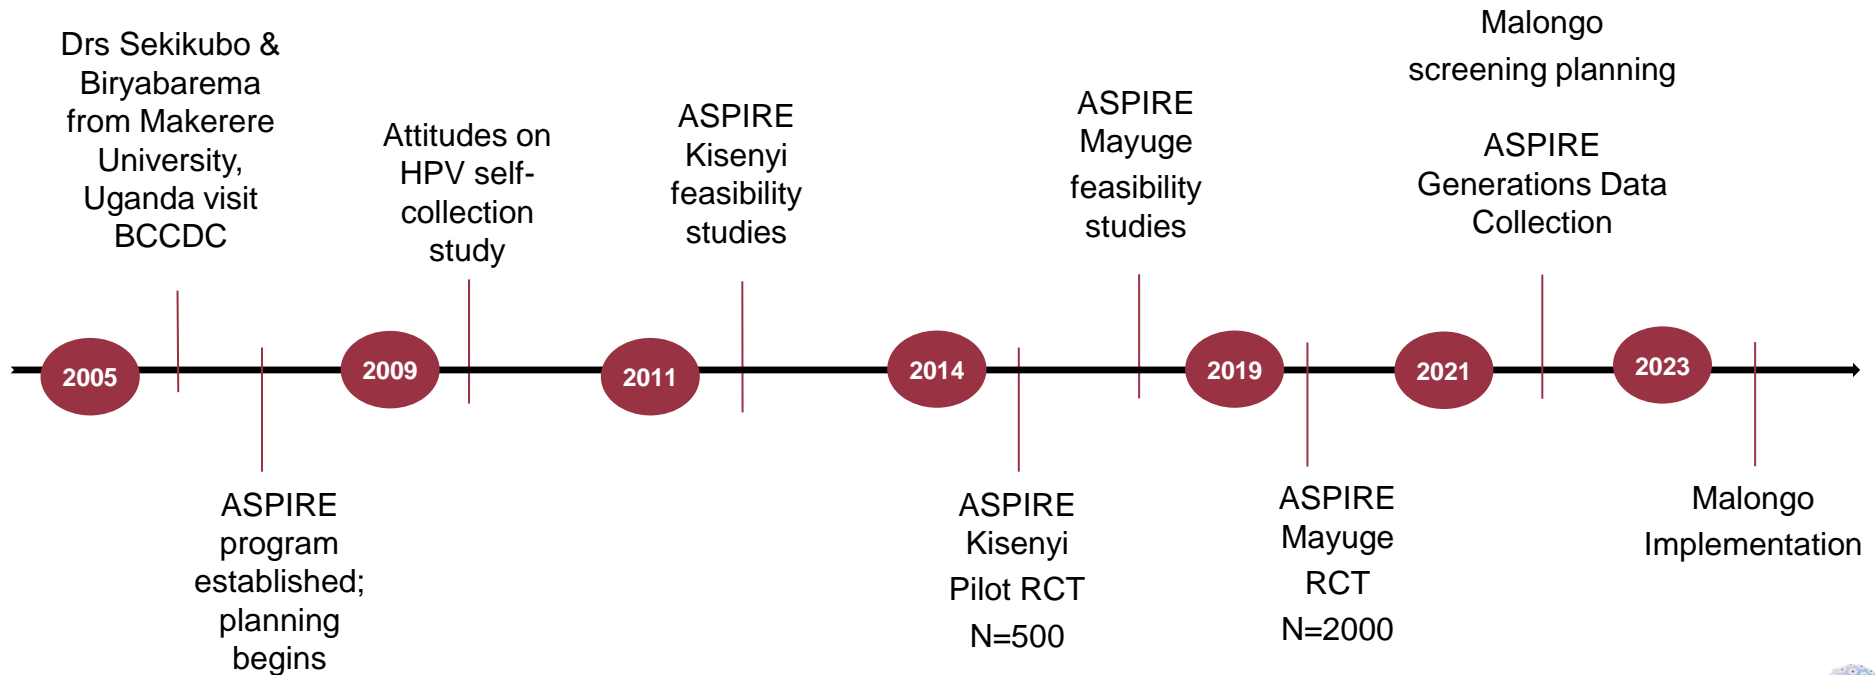 Drs Sekikubo &
Biryabarema
from Makerere
University,
Uganda visit
BCCDC
Attitudes on
HPV self-
collection
study
ASPIRE
Kisenyi
feasibility
studies
ASPIRE
Mayuge
feasibility
studies
Malongo
screening planning
ASPIRE
Generations Data
Collection
2005
2009
2011
2014
2019
2021
2023
ASPIRE
program
established;
planning
begins
ASPIRE
Kisenyi
Pilot RCT
N=500
ASPIRE
Mayuge
RCT
N=2000
Malongo
Implementation